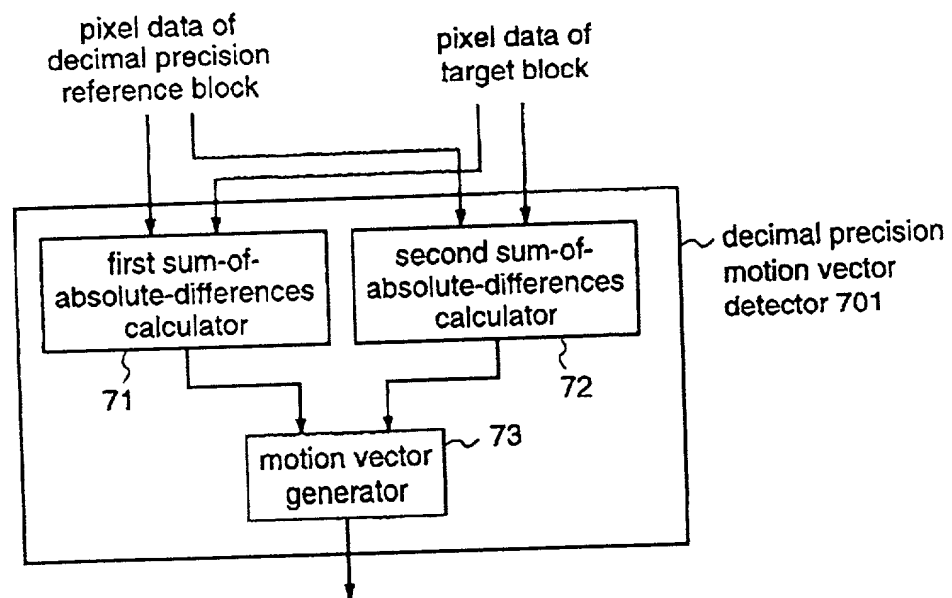 pixel data of
decimal precision
reference block
pixel data of
target block
first sum-of-
absolute-differences
calculator
second sum-of-
absolute-differences
calculator
decimal precision
motion vector
detector 701
71
72
motion vector
generator
73